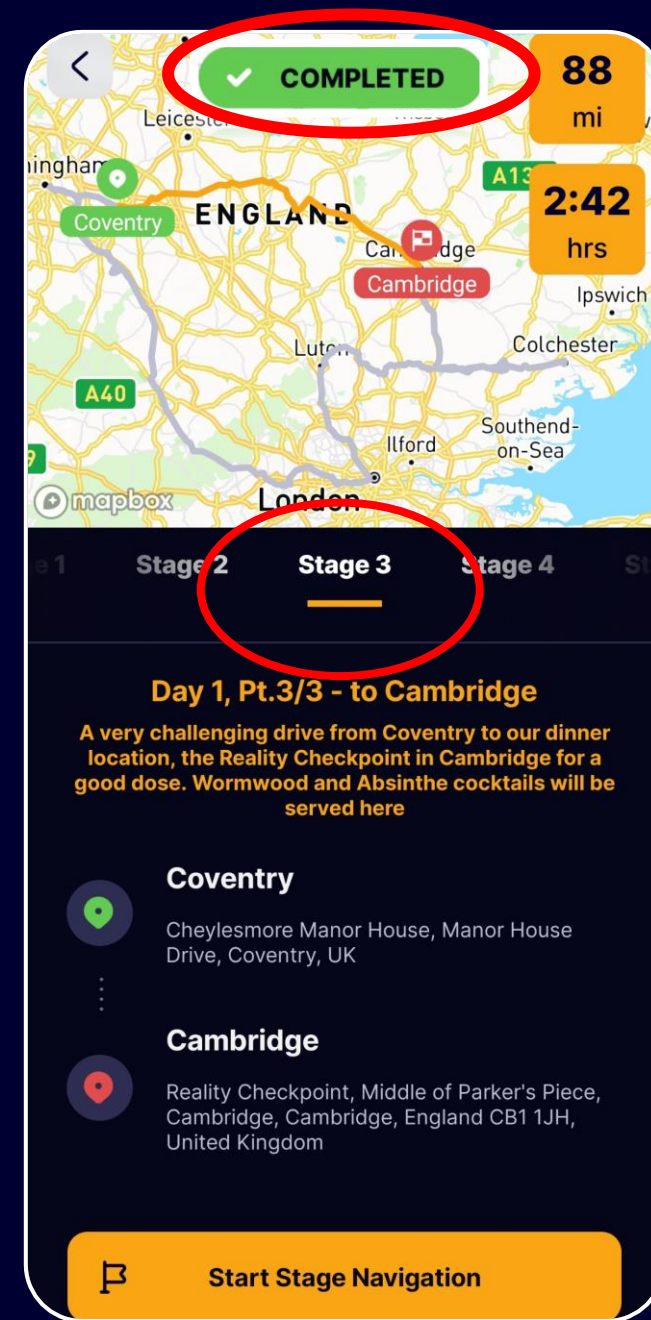 COMPLETED
88
mi
Coventry
ENGLAND
2:42
hrs
Cambridge
Ipswich
Colchester
A40
Southend-
on-Sea
Ilford
mapbox
London
Stage 2
Stage 3
Stage 4
Day 1, Pt.3/3 - to Cambridge
A very challenging drive from Coventry to our dinner
location, the Reality Checkpoint in Cambridge for a
good dose. Wormwood and Absinthe cocktails will be
served here
Coventry
Cheylesmore Manor House, Manor House
Drive, Coventry, UK
Cambridge
Reality Checkpoint, Middle of Parker's Piece,
Cambridge, Cambridge, England CB1 1JH,
United Kingdom
Start Stage Navigation